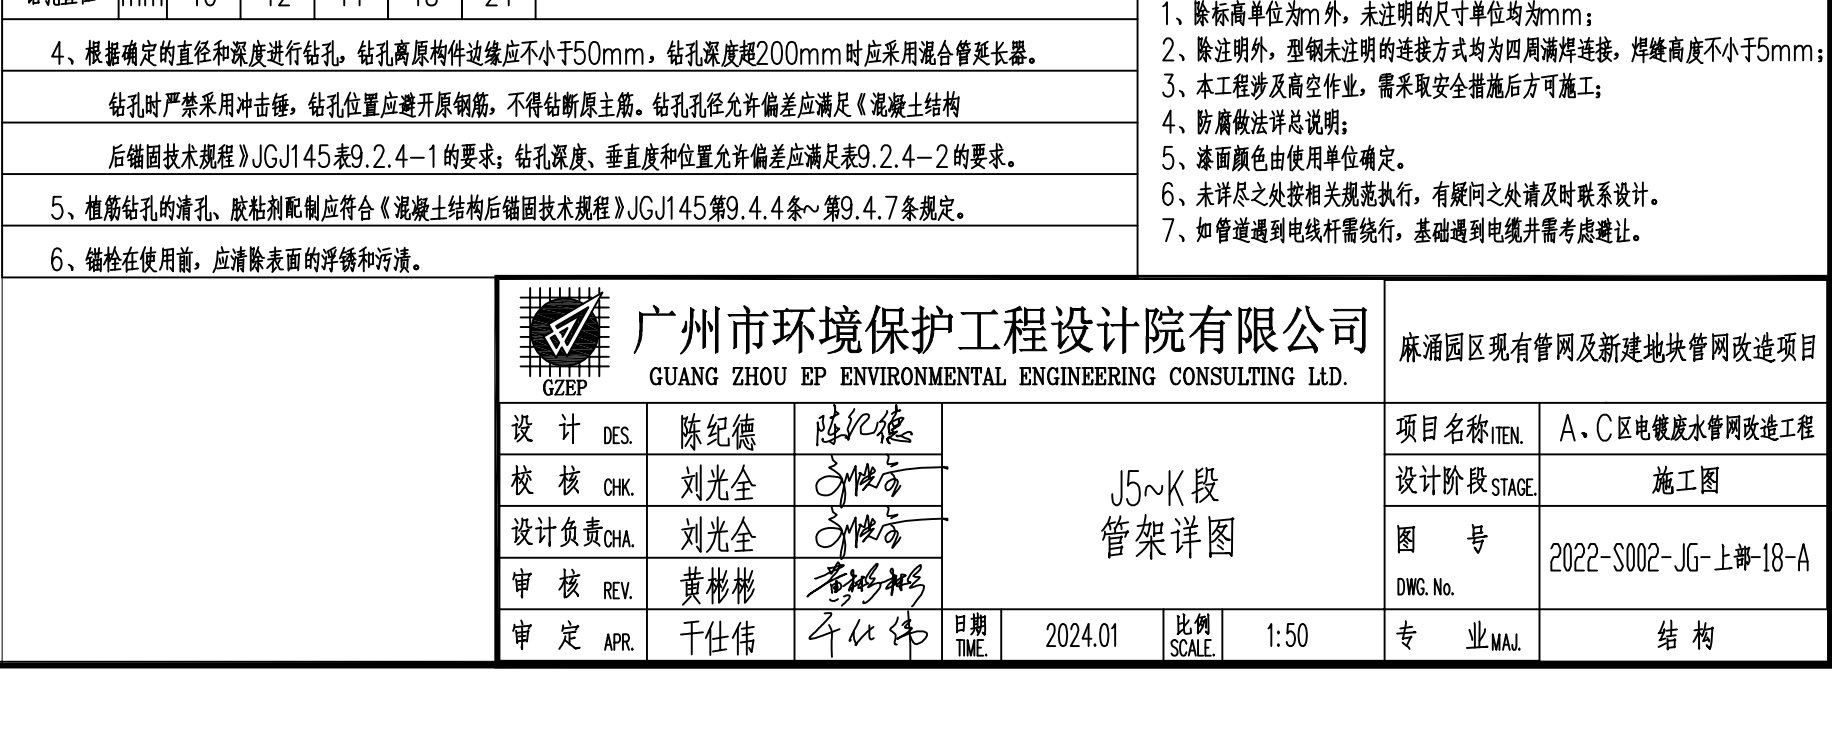 mm
4、根据确定的直径和深度进行钻孔，钻孔离原构件边缘应不小于50mm，钻孔深度超200mm时应采用混合管延长器。
钻孔时严禁采用冲击锤，钻孔位置应避开原钢筋，不得钻断原主筋。钻孔孔径允许偏差应满足《混凝土结构
后锚固技术规程》JGJ145表9.2.4-1的要求；钻孔深度、垂直度和位置允许偏差应满足表9.2.4-2的要求。
5、植筋钻孔的清孔、胶粘剂配制应符合《混凝土结构后锚固技术规程》JGJ145第9.4.4条~第9.4.7条规定。
6、锚栓在使用前，应清除表面的浮锈和污渍。
1、除标高单位为m外，未注明的尺寸单位均为mm；
2、除注明外，型钢未注明的连接方式均为四周满焊连接，焊缝高度不小于5mm；
3、本工程涉及高空作业，需采取安全措施后方可施工；
4、防腐做法详总说明；
5、漆面颜色由使用单位确定。
6、未详尽之处按相关规范执行，有疑问之处请及时联系设计。
7、如管道遇到电线杆需绕行，基础遇到电缆井需考虑避让。
GZEP
广州市环境保护工程设计院有限公司
GUANG ZHOU EP ENVIRONMENTAL ENGINEERING CONSULTING LtD.
麻涌园区现有管网及新建地块管网改造项目
设 计 DES. 陈纪德 陈纪德
校 核 CHK. 刘光全
设计负责CHA. 刘光全
审 核 REV. 黄彬彬 黄彬彬
审 定 APR. 干仕伟 干仕伟
J5~K段
管架详图
日期 TIME. 2024.01 比例 SCALE. 1:50
项目名称ITEN. A、C区电镀废水管网改造工程
设计阶段STAGE. 施工图
图 号 DWG.No. 2022-S002-JG-上部-18-A
专 业MAJ. 结 构